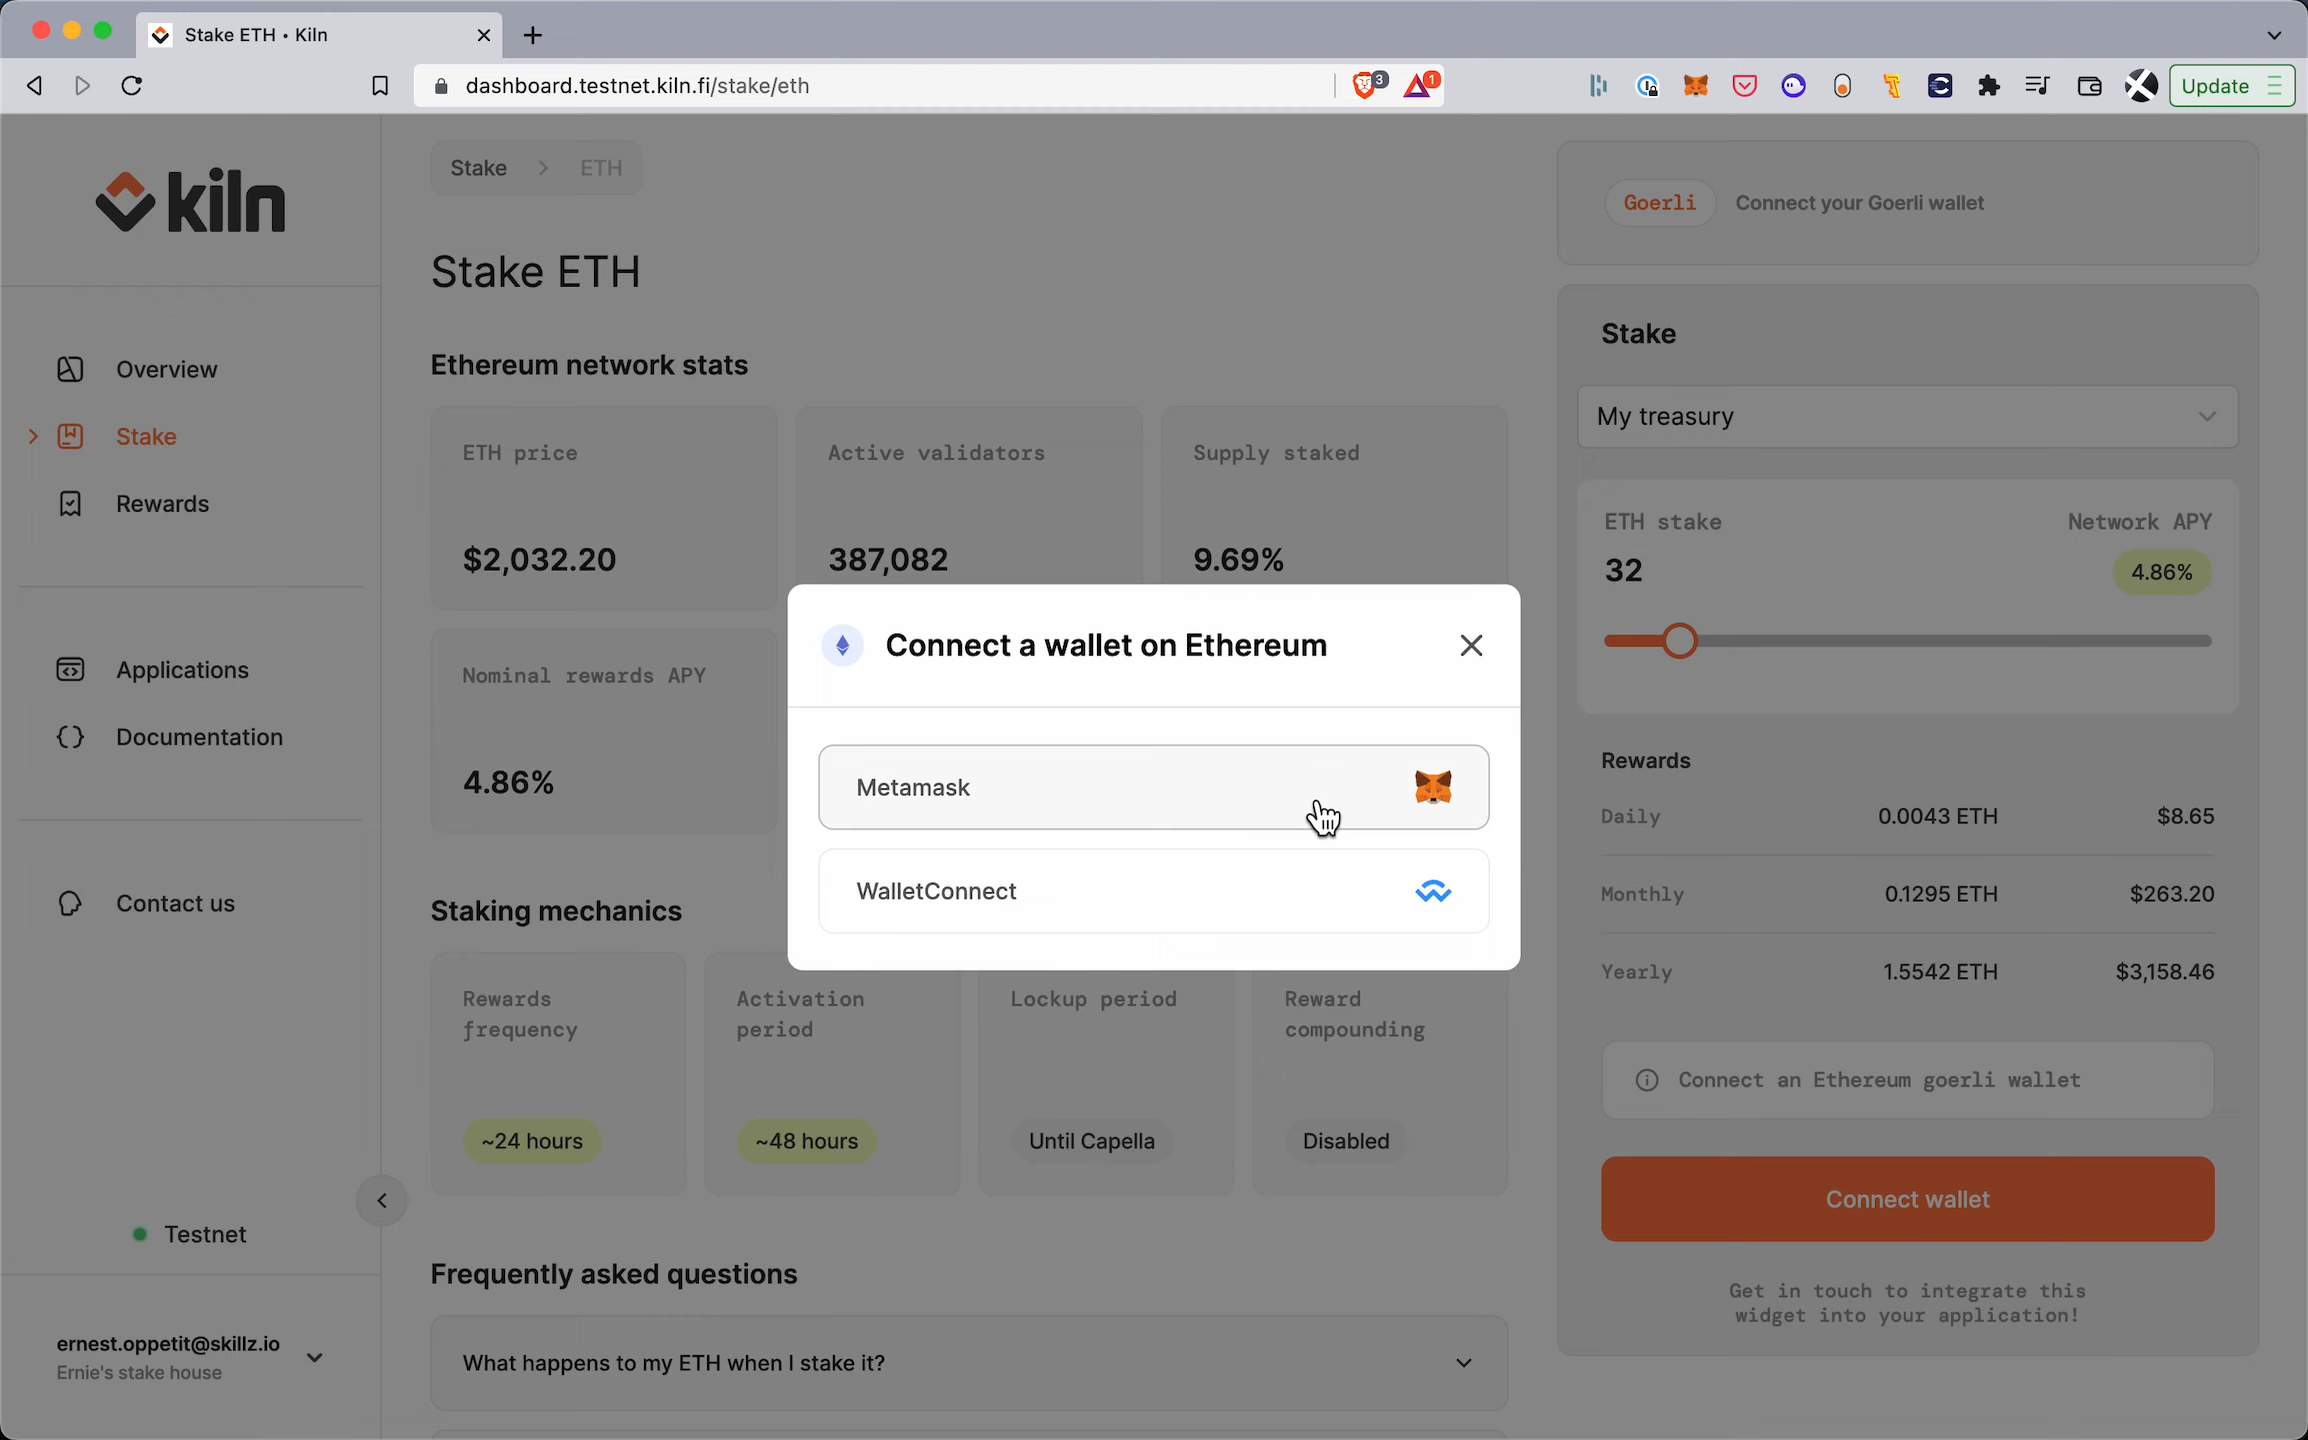 Stake ETH • Kiln
dashboard.testnet.kiln.fi/stake/eth
3
1
Update
kiln
Overview
Stake
Rewards
Applications
Documentation
Contact us
Testnet
ernest.oppetit@skillz.io
Ernie's stake house
Stake
ETH
Stake ETH
Ethereum network stats
ETH price
$2,032.20
Active validators
387,082
Supply staked
9.69%
Nominal rewards APY
4.86%
Connect a wallet on Ethereum
Metamask
WalletConnect
Staking mechanics
Rewards
frequency
~24 hours
Activation
period
~48 hours
Lockup period
Until Capella
Reward
compounding
Disabled
Frequently asked questions
What happens to my ETH when I stake it?
Goerli
Connect your Goerli wallet
Stake
My treasury
ETH stake
32
Network APY
4.86%
Rewards
Daily 0.0043 ETH $8.65
Monthly 0.1295 ETH $263.20
Yearly 1.5542 ETH $3,158.46
Connect an Ethereum goerli wallet
Connect wallet
Get in touch to integrate this
widget into your application!